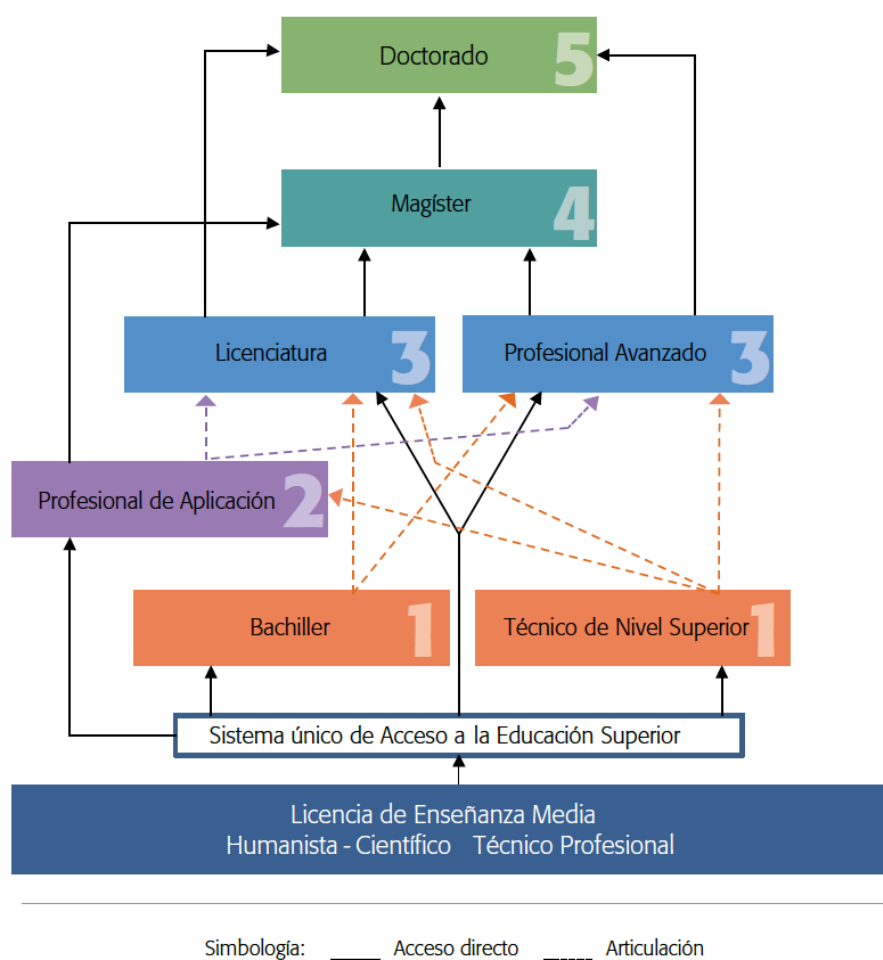 Doctorado 5
Magíster 4
Licenciatura 3
Profesional Avanzado 3
Profesional de Aplicación 2
Bachiller 1
Técnico de Nivel Superior 1
Sistema único de Acceso a la Educación Superior
Licencia de Enseñanza Media
Humanista - Científico Técnico Profesional
Simbología: Acceso directo Articulación